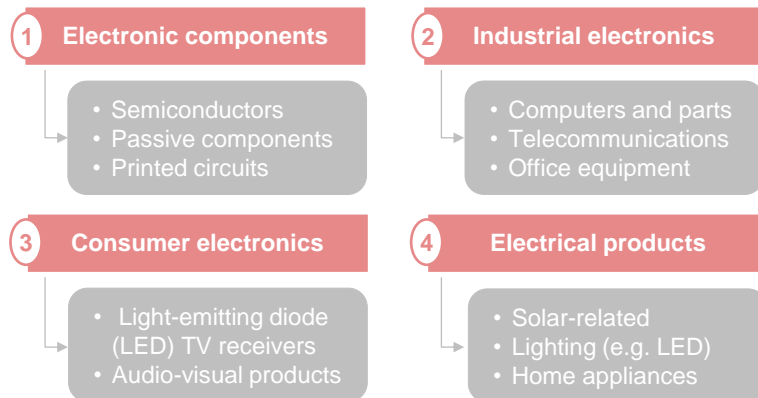 1 Electronic components
• Semiconductors
• Passive components
• Printed circuits
2 Industrial electronics
• Computers and parts
• Telecommunications
• Office equipment
3 Consumer electronics
• Light-emitting diode
(LED) TV receivers
• Audio-visual products
4 Electrical products
• Solar-related
• Lighting (e.g. LED)
• Home appliances